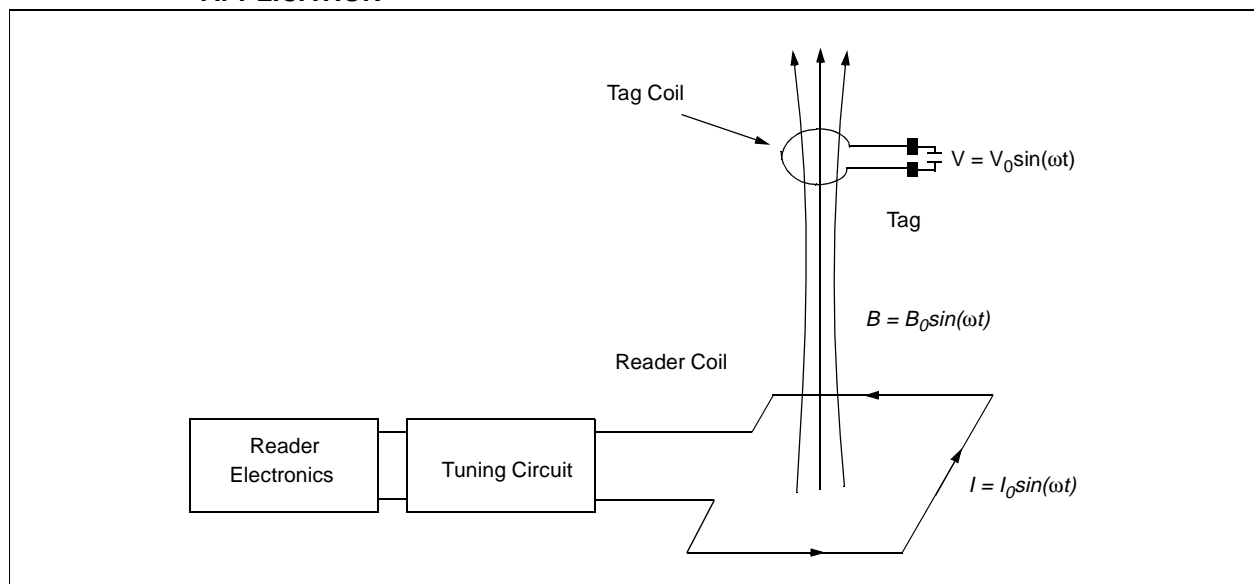 Tag Coil
V = V₀sin(ωt)
Tag
B = B₀sin(ωt)
Reader Coil
Reader
Electronics
Tuning Circuit
I = I₀sin(ωt)